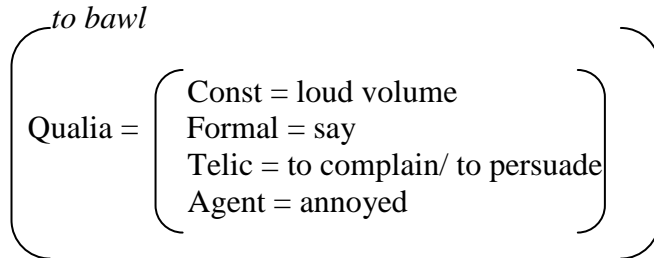 to bawl
Const = loud volume
Qualia =
Formal = say
Telic = to complain/ to persuade
Agent = annoyed